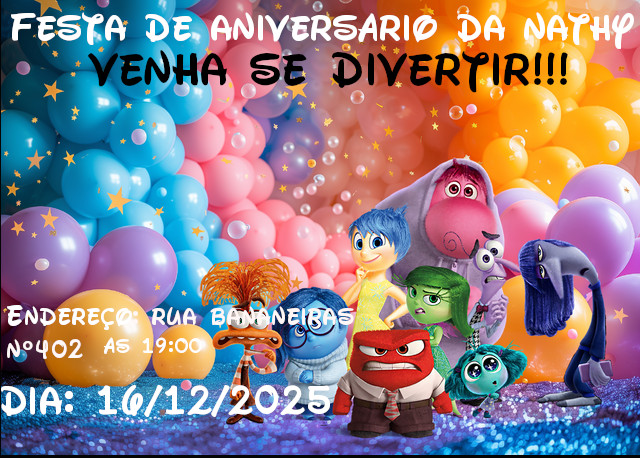 FESTA DE ANIVERSARIO DA NATHY
VENHA SE DIVERTIR!!!
ENDEREÇO: RUA BANANEIRAS
Nº402 AS 19:00
DIA: 16/12/2025